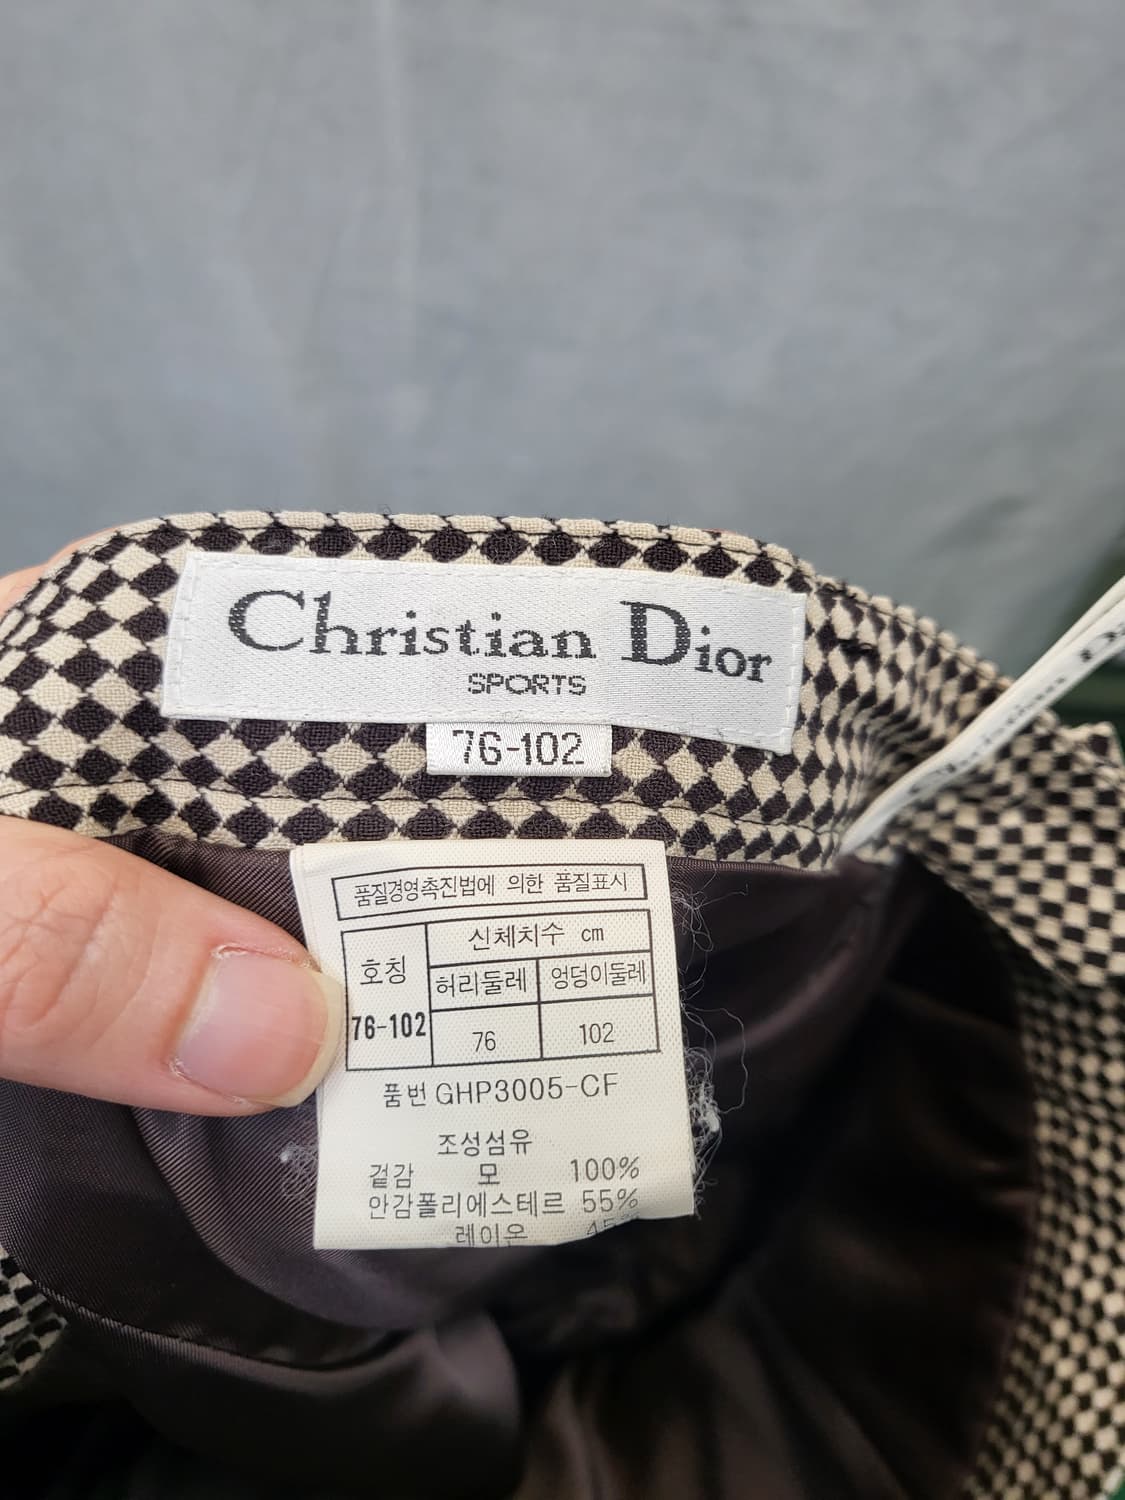 Christian Dior
SPORTS
76-102
품질경영촉진법에 의한 품질표시
호칭 신체치수 cm
허리둘레 엉덩이둘레
76-102 76 102
품번 GHP3005-CF
조성섬유
겉감 모 100%
안감폴리에스테르 55%
레이온 45%